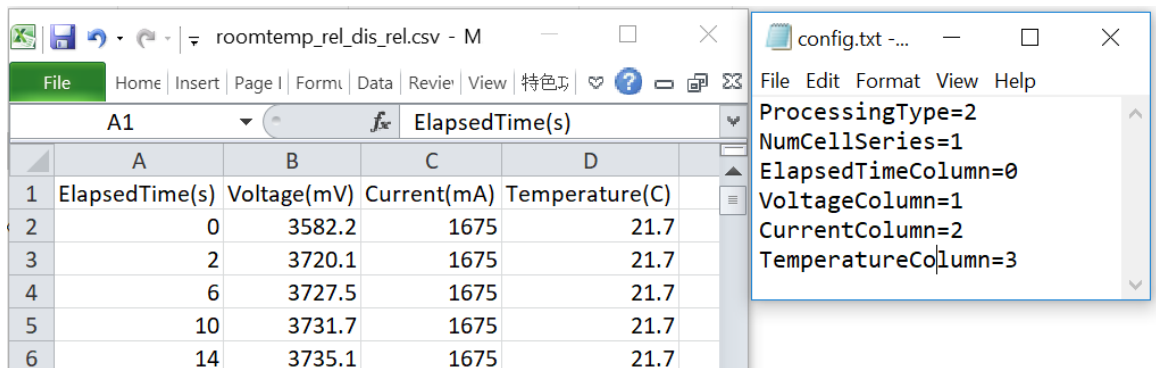 roomtemp_rel_dis_rel.csv - M
File Home Insert Page l Formu Data Review View 特色功
A1 fx ElapsedTime(s)
A B C D
1 ElapsedTime(s) Voltage(mV) Current(mA) Temperature(C)
2 0 3582.2 1675 21.7
3 2 3720.1 1675 21.7
4 6 3727.5 1675 21.7
5 10 3731.7 1675 21.7
6 14 3735.1 1675 21.7
config.txt -...
File Edit Format View Help
ProcessingType=2
NumCellSeries=1
ElapsedTimeColumn=0
VoltageColumn=1
CurrentColumn=2
TemperatureColumn=3